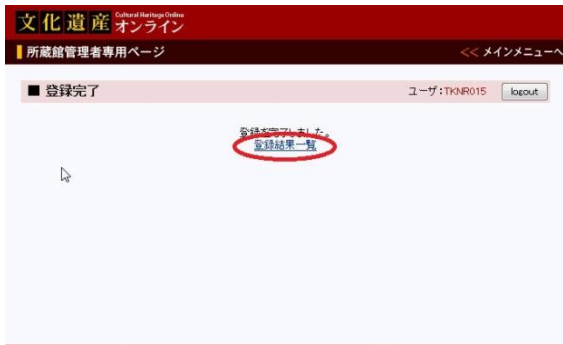 文化遺産オンライン
Cultural Heritage Online
所蔵館管理者専用ページ
<< メインメニューへ
■ 登録完了
ユーザ:TKNR015
logout
登録を完了しました。
登録結果一覧